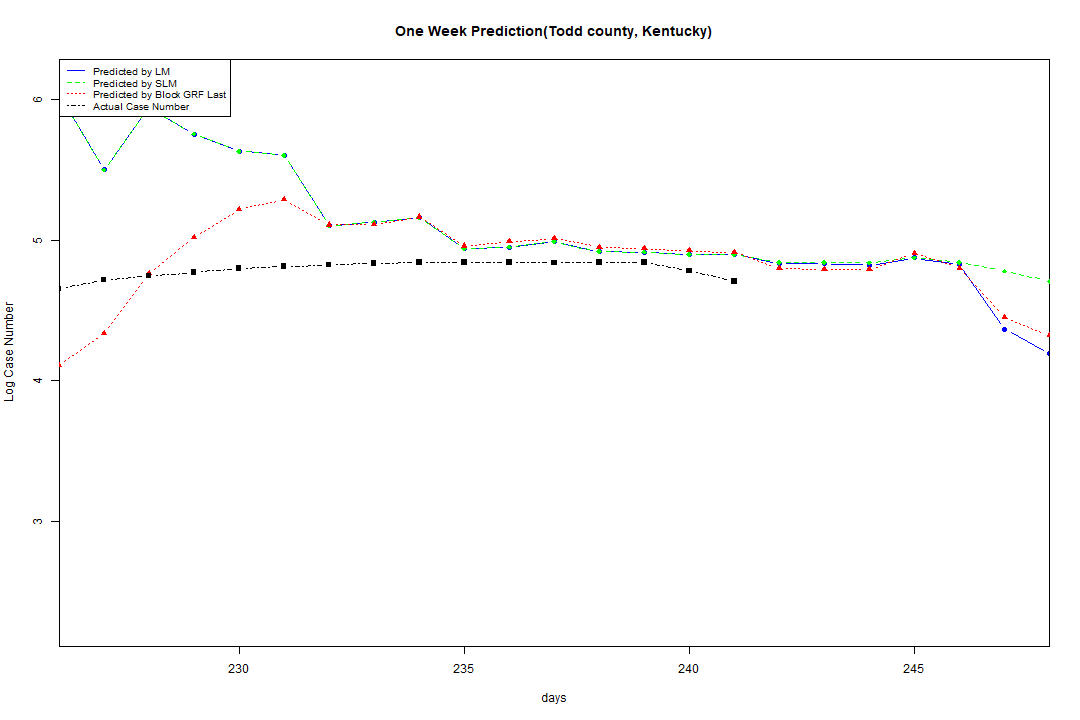 One Week Prediction(Todd county, Kentucky)
Predicted by LM
Predicted by SLM
Predicted by Block GRF Last
Actual Case Number
6
5
4
3
Log Case Number
230 235 240 245
days